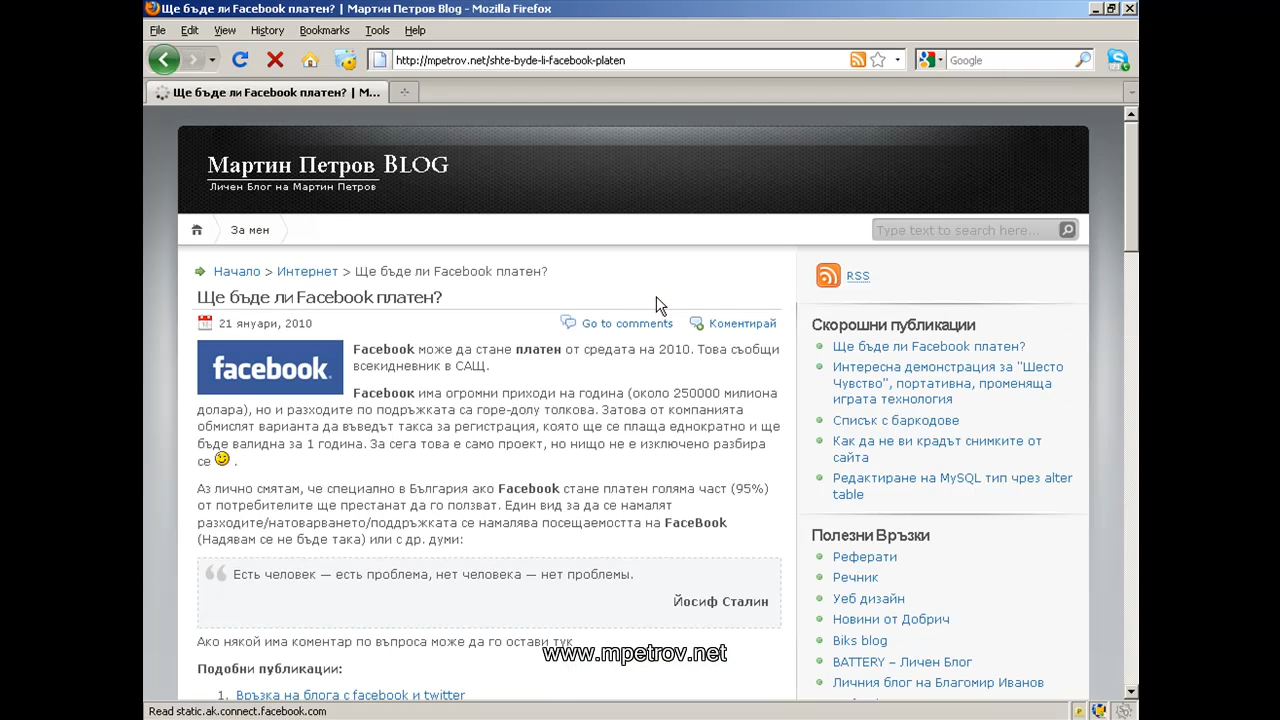 Ще бъде ли Facebook платен? | Мартин Петров Blog - Mozilla Firefox
File Edit View History Bookmarks Tools Help
http://mpetrov.net/shte-byde-li-facebook-platen
Google
Ще бъде ли Facebook платен? | М...
Мартин Петров BLOG
Личен Блог на Мартин Петров
За мен
Type text to search here...
Начало > Интернет > Ще бъде ли Facebook платен?
Ще бъде ли Facebook платен?
21 януари, 2010
Go to comments
Коментирай
facebook.
Facebook може да стане платен от средата на 2010. Това съобщи
всекидневник в САЩ.
Facebook има огромни приходи на година (около 250000 милиона
долара), но и разходите по подръжката са горе-долу толкова. Затова от компанията
обмислят варианта да въведът такса за регистрация, която ще се плаща еднократно и ще
бъде валидна за 1 година. За сега това е само проект, но нищо не е изключено разбира
се .
Аз лично смятам, че специално в България ако Facebook стане платен голяма част (95%)
от потребителите ще престанат да го ползват. Един вид за да се намалят
разходите/натоварването/поддръжката се намалява посещаемостта на FaceBook
(Надявам се не бъде така) или с др. думи:
Есть человек — есть проблема, нет человека — нет проблемы.
Йосиф Сталин
Ако някой има коментар по въпроса може да го остави тук
www.mpetrov.net
Подобни публикации:
1. Връзка на блога с facebook и twitter
RSS
Скорошни публикации
Ще бъде ли Facebook платен?
Интересна демонстрация за "Шесто
Чувство", портативна, променяща
играта технология
Списък с баркодове
Как да не ви крадът снимките от
сайта
Редактиране на MySQL тип чрез alter
table
Полезни Връзки
Реферати
Речник
Уеб дизайн
Новини от Добрич
Biks blog
BATTERY – Личен Блог
Личния блог на Благомир Иванов
Read static.ak.connect.facebook.com